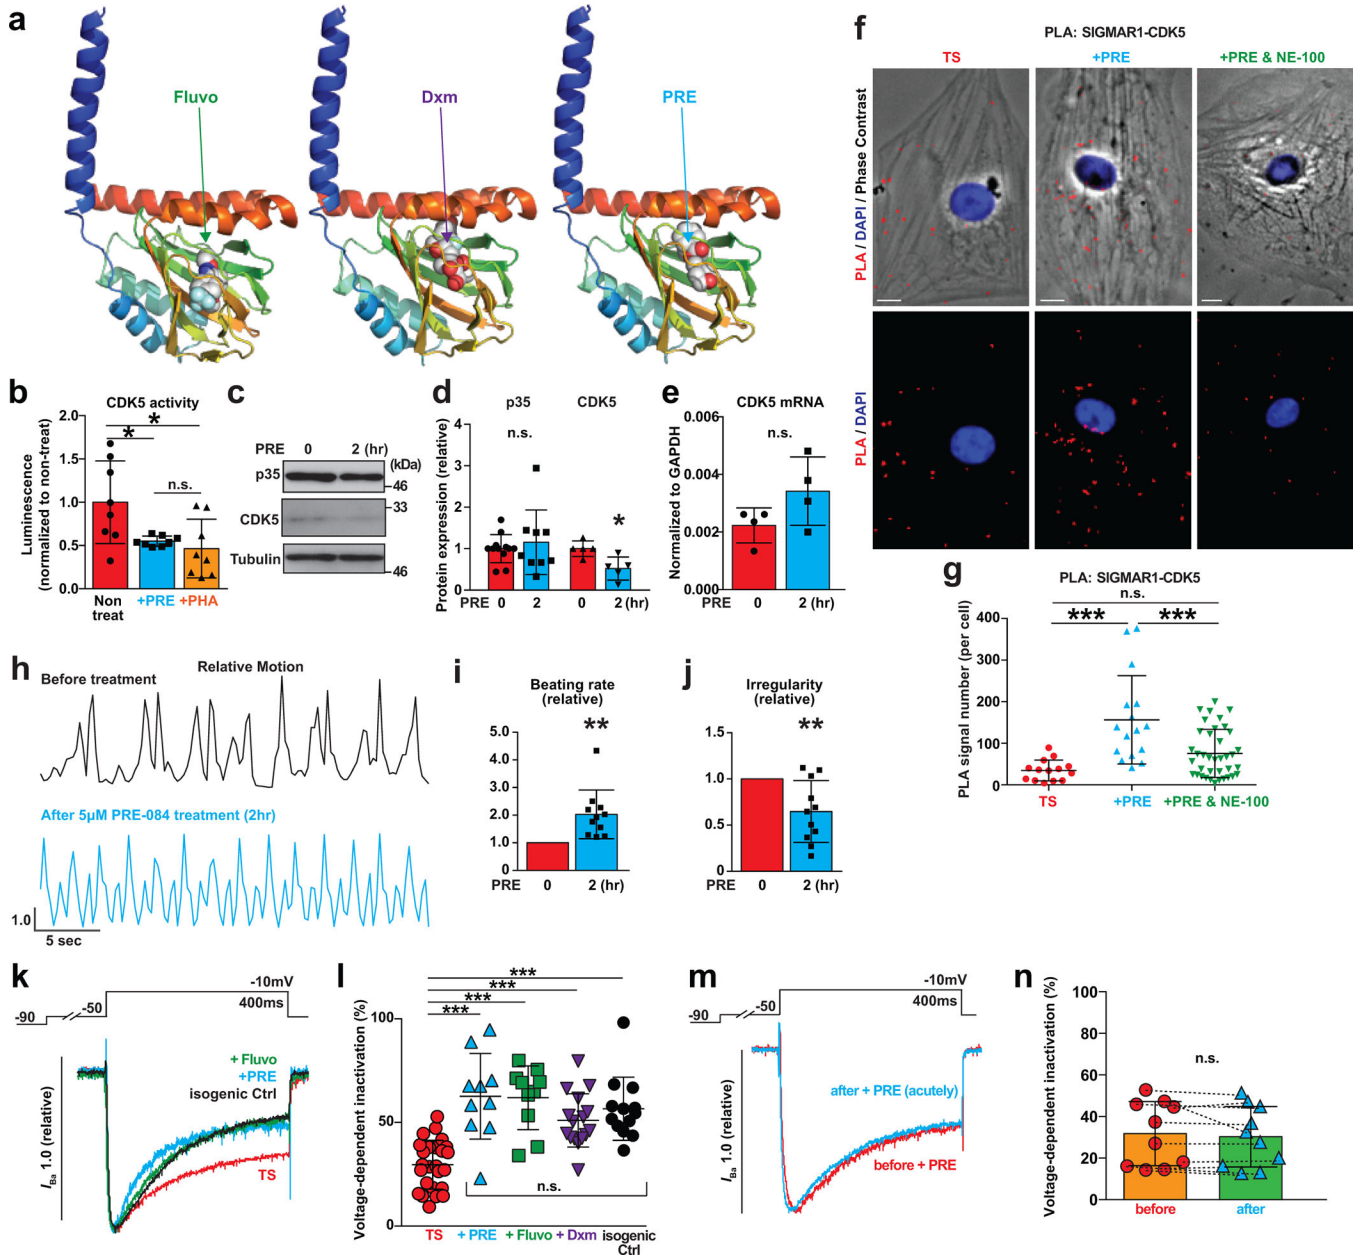 a
Fluvo
Dxm
PRE
b
CDK5 activity
Luminescence
(normalized to non-treat)
2.0
1.5
1.0
0.5
0.0
*
*
n.s.
Non
treat
+PRE
+PHA
c
PRE 0 2 (hr)
(kDa)
p35
46
33
CDK5
Tubulin
46
d
p35 CDK5
Protein expression (relative)
4
3
2
1
0
n.s.
*
PRE 0 2 0 2 (hr)
e
CDK5 mRNA
Normalized to GAPDH
0.006
0.004
0.002
0.000
n.s.
PRE 0 2 (hr)
f
PLA: SIGMAR1-CDK5
TS +PRE +PRE & NE-100
PLA / DAPI / Phase Contrast
PLA / DAPI
g
PLA: SIGMAR1-CDK5
n.s.
*** ***
PLA signal number (per cell)
400
300
200
100
0
TS +PRE +PRE & NE-100
h
Relative Motion
Before treatment
After 5µM PRE-084 treatment (2hr)
1.0
5 sec
i
Beating rate
(relative)
**
5.0
4.0
3.0
2.0
1.0
0
PRE 0 2 (hr)
j
Irregularity
(relative)
**
1.5
1.0
0.5
0
PRE 0 2 (hr)
k
-10mV
400ms
-50
-90
+ Fluvo
+PRE
isogenic Ctrl
TS
IBa 1.0 (relative)
l
Voltage-dependent inactivation (%)
100
50
0
***
***
***
***
n.s.
TS + PRE + Fluvo + Dxm isogenic
Ctrl
m
-10mV
400ms
-50
-90
after + PRE (acutely)
before + PRE
IBa 1.0 (relative)
n
Voltage-dependent inactivation (%)
100
80
60
40
20
0
n.s.
before after